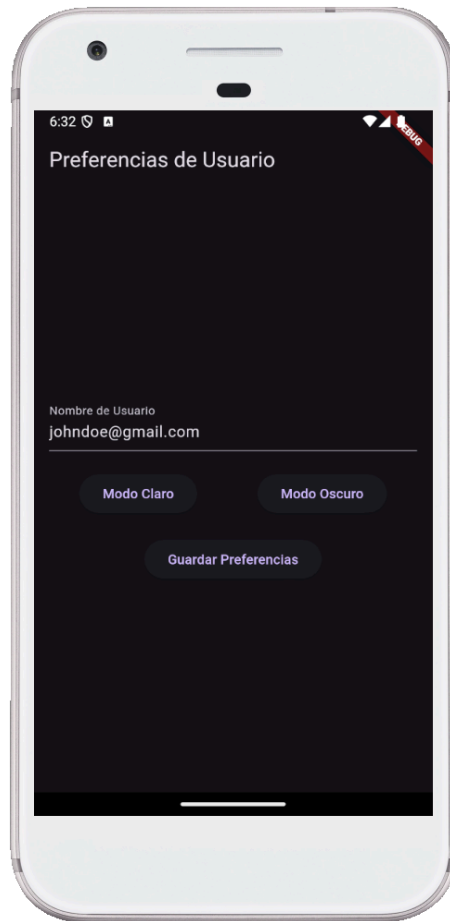 6:32 A
DEBUG
Preferencias de Usuario
Nombre de Usuario
johndoe@gmail.com
Modo Claro Modo Oscuro
Guardar Preferencias